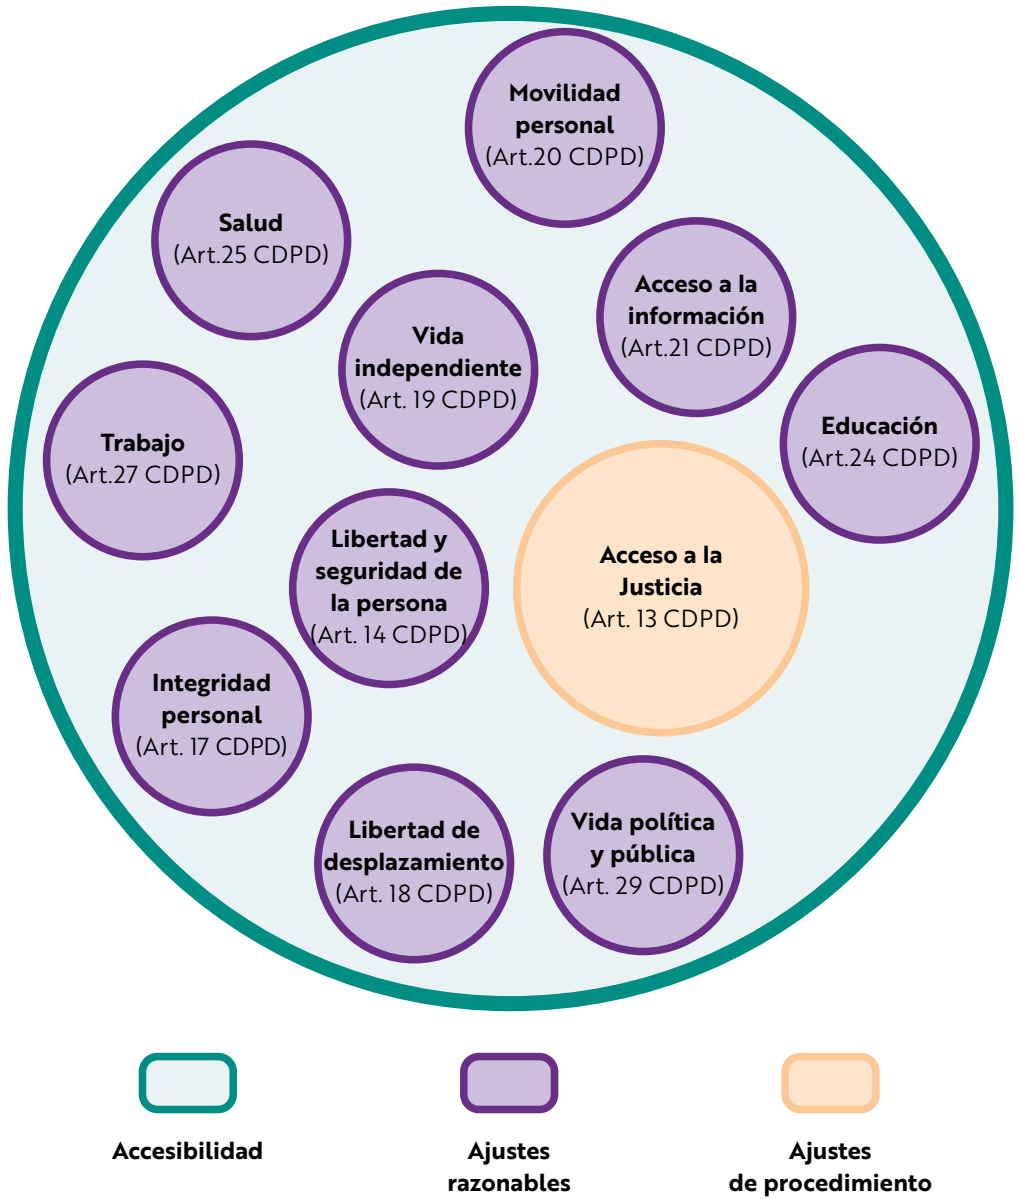 Movilidad
personal
(Art.20 CDPD)
Salud
(Art.25 CDPD)
Acceso a la
información
(Art.21 CDPD)
Vida
independiente
(Art. 19 CDPD)
Educación
(Art.24 CDPD)
Trabajo
(Art.27 CDPD)
Libertad y
seguridad de
la persona
(Art. 14 CDPD)
Acceso a la
Justicia
(Art. 13 CDPD)
Integridad
personal
(Art. 17 CDPD)
Libertad de
desplazamiento
(Art. 18 CDPD)
Vida política
y pública
(Art. 29 CDPD)
Accesibilidad
Ajustes
razonables
Ajustes
de procedimiento